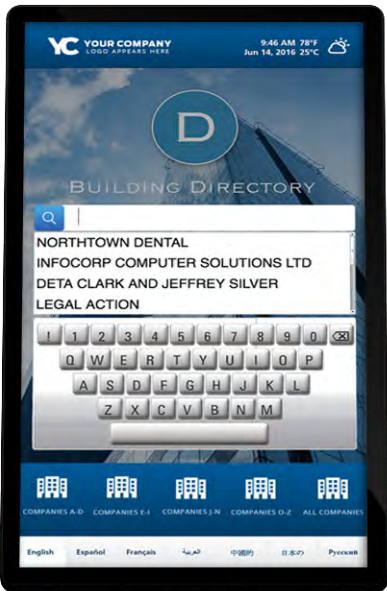 YC YOUR COMPANY
LOGO APPEARS HERE
9:46 AM 78°F
Jun 14, 2016 25°C
D
BUILDING DIRECTORY
NORTHTOWN DENTAL
INFOCORP COMPUTER SOLUTIONS LTD
DETA CLARK AND JEFFREY SILVER
LEGAL ACTION
! 1 2 3 4 5 6 7 8 9 0
Q W E R T Y U I O P
A S D F G H J K L
Z X C V B N M
COMPANIES A-D COMPANIES E-I COMPANIES J-N COMPANIES O-Z ALL COMPANIES
English Español Français العربية 中國的 日本の Русский